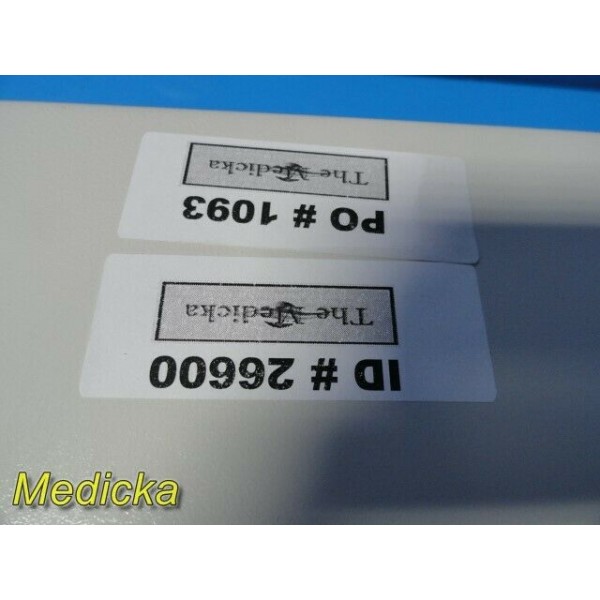 The Medicka
PO # 1093
The Medicka
ID # 26600
Medicka